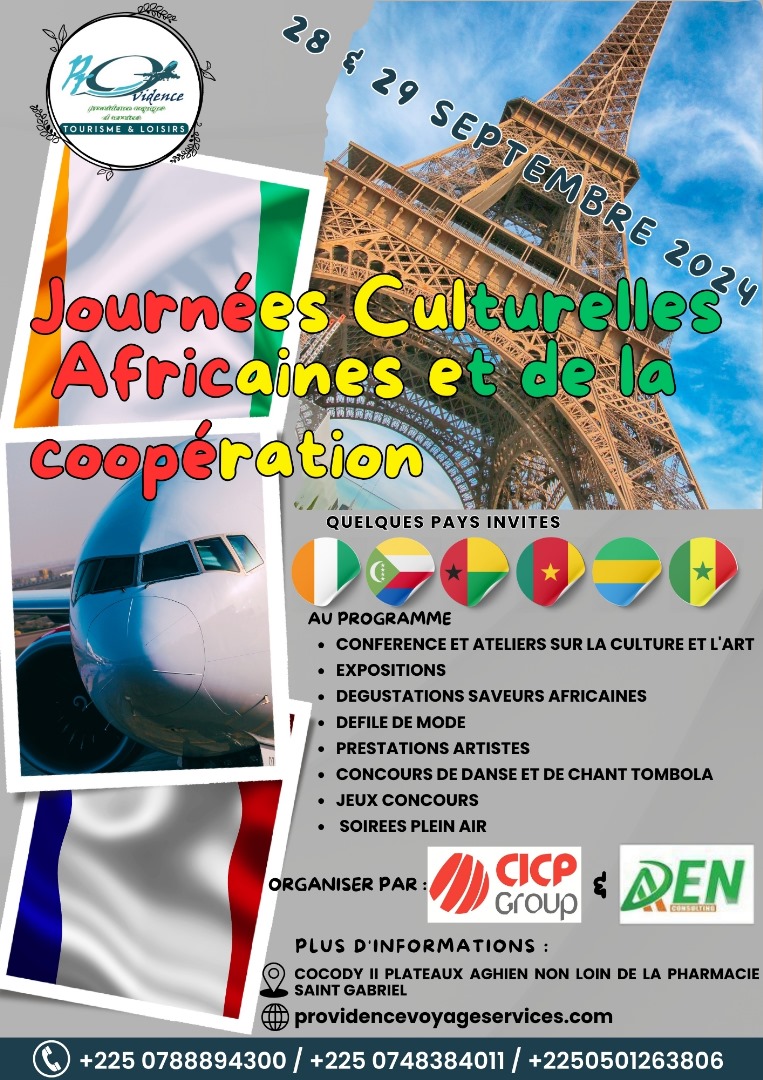 PROvidence
TOURISME & LOISIRS
28 & 29 SEPTEMBRE 2024
Journées Culturelles
Africaines et de la
coopération
QUELQUES PAYS INVITES
AU PROGRAMME
• CONFERENCE ET ATELIERS SUR LA CULTURE ET L'ART
• EXPOSITIONS
• DEGUSTATIONS SAVEURS AFRICAINES
• DEFILE DE MODE
• PRESTATIONS ARTISTES
• CONCOURS DE DANSE ET DE CHANT TOMBOLA
• JEUX CONCOURS
• SOIREES PLEIN AIR
ORGANISER PAR :
CICP
Group
&
AEN
CONSULTING
PLUS D'INFORMATIONS :
COCODY II PLATEAUX AGHIEN NON LOIN DE LA PHARMACIE
SAINT GABRIEL
providencevoyageservices.com
+225 0788894300 / +225 0748384011 / +2250501263806